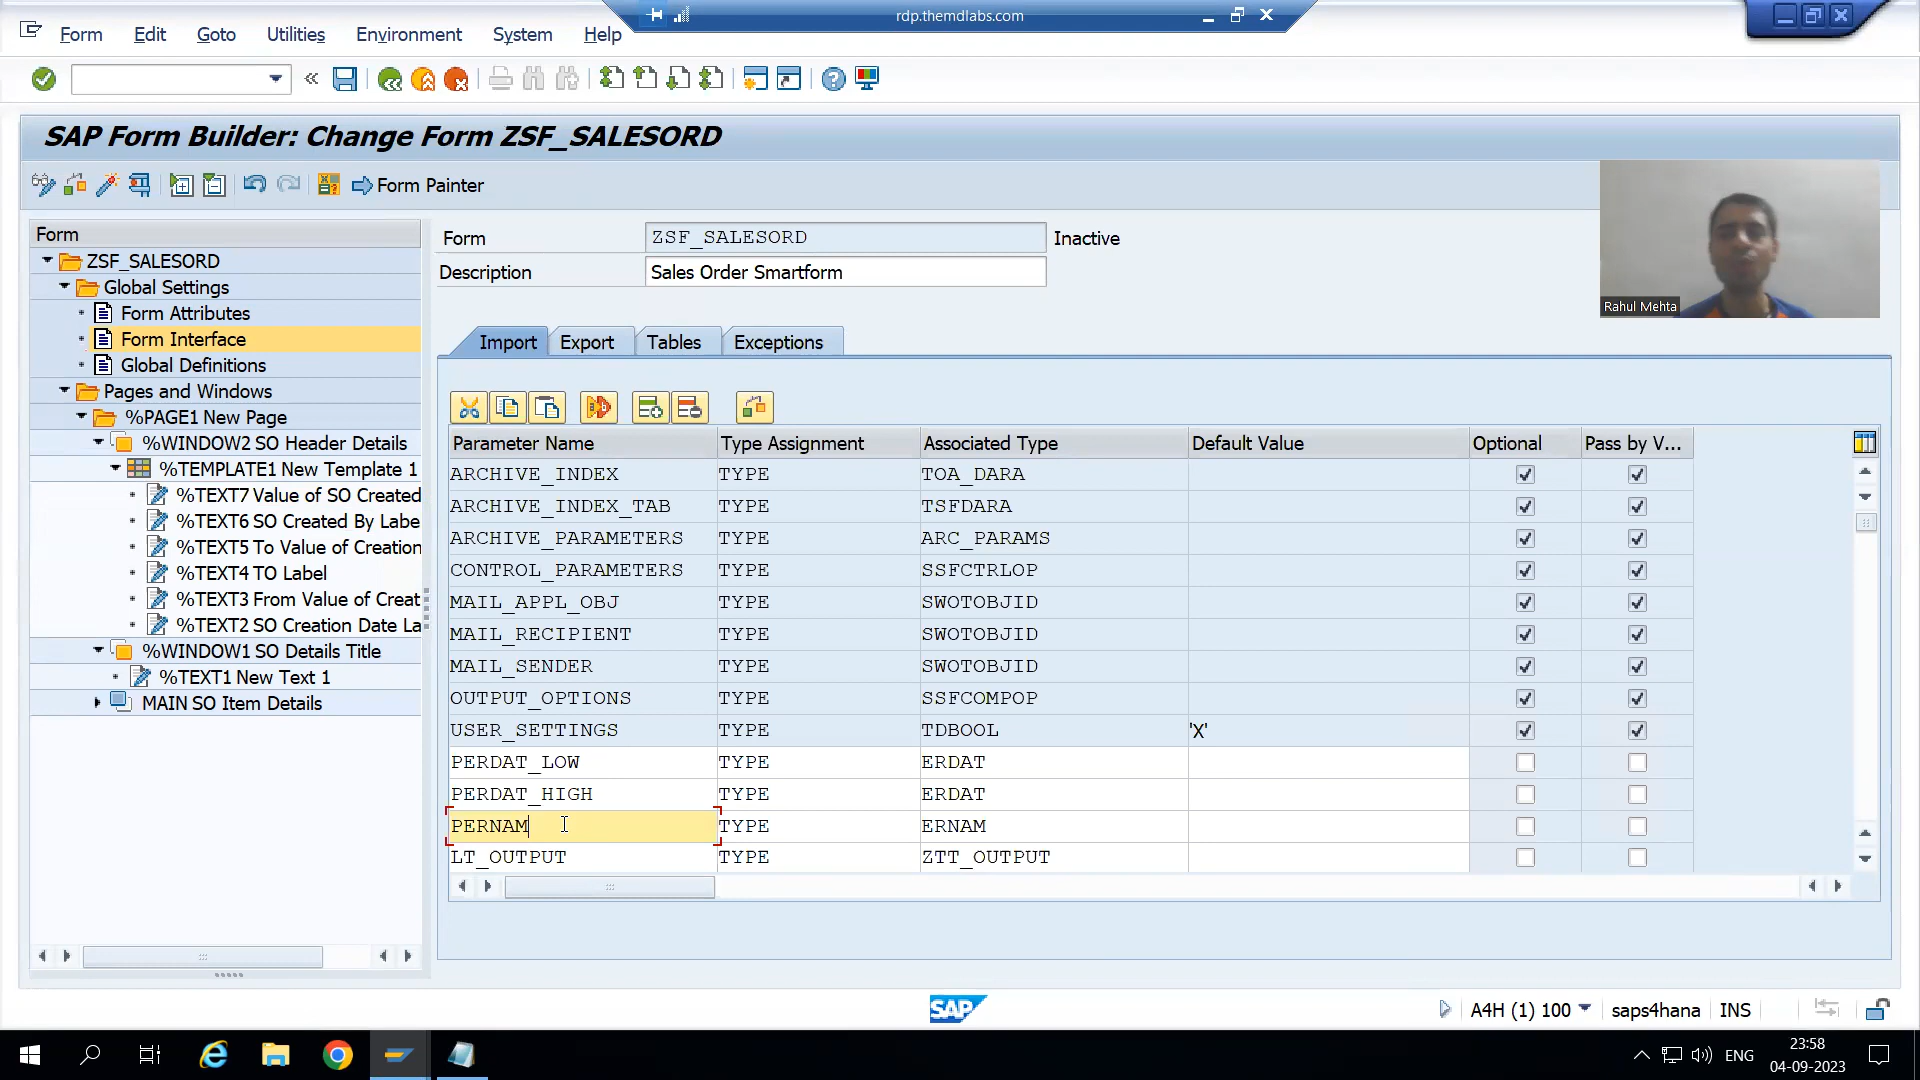 rdp.themdlabs.com
Form Edit Goto Utilities Environment System Help
SAP Form Builder: Change Form ZSF_SALESORD
Form Painter
Form
ZSF_SALESORD
Global Settings
Form Attributes
Form Interface
Global Definitions
Pages and Windows
%PAGE1 New Page
%WINDOW2 SO Header Details
%TEMPLATE1 New Template 1
%TEXT7 Value of SO Created
%TEXT6 SO Created By Labe
%TEXT5 To Value of Creation
%TEXT4 TO Label
%TEXT3 From Value of Creat
%TEXT2 SO Creation Date La
%WINDOW1 SO Details Title
%TEXT1 New Text 1
MAIN SO Item Details
Form ZSF_SALESORD Inactive
Description Sales Order Smartform
Rahul Mehta
Import Export Tables Exceptions
Parameter Name Type Assignment Associated Type Default Value Optional Pass by V...
ARCHIVE_INDEX TYPE TOA_DARA
ARCHIVE_INDEX_TAB TYPE TSFDARA
ARCHIVE_PARAMETERS TYPE ARC_PARAMS
CONTROL_PARAMETERS TYPE SSFCTRLOP
MAIL_APPL_OBJ TYPE SWOTOBJID
MAIL_RECIPIENT TYPE SWOTOBJID
MAIL_SENDER TYPE SWOTOBJID
OUTPUT_OPTIONS TYPE SSFCOMPOP
USER_SETTINGS TYPE TDBOOL 'X'
PERDAT_LOW TYPE ERDAT
PERDAT_HIGH TYPE ERDAT
PERNAM TYPE ERNAM
LT_OUTPUT TYPE ZTT_OUTPUT
SAP
A4H (1) 100 saps4hana INS
ENG
23:58
04-09-2023